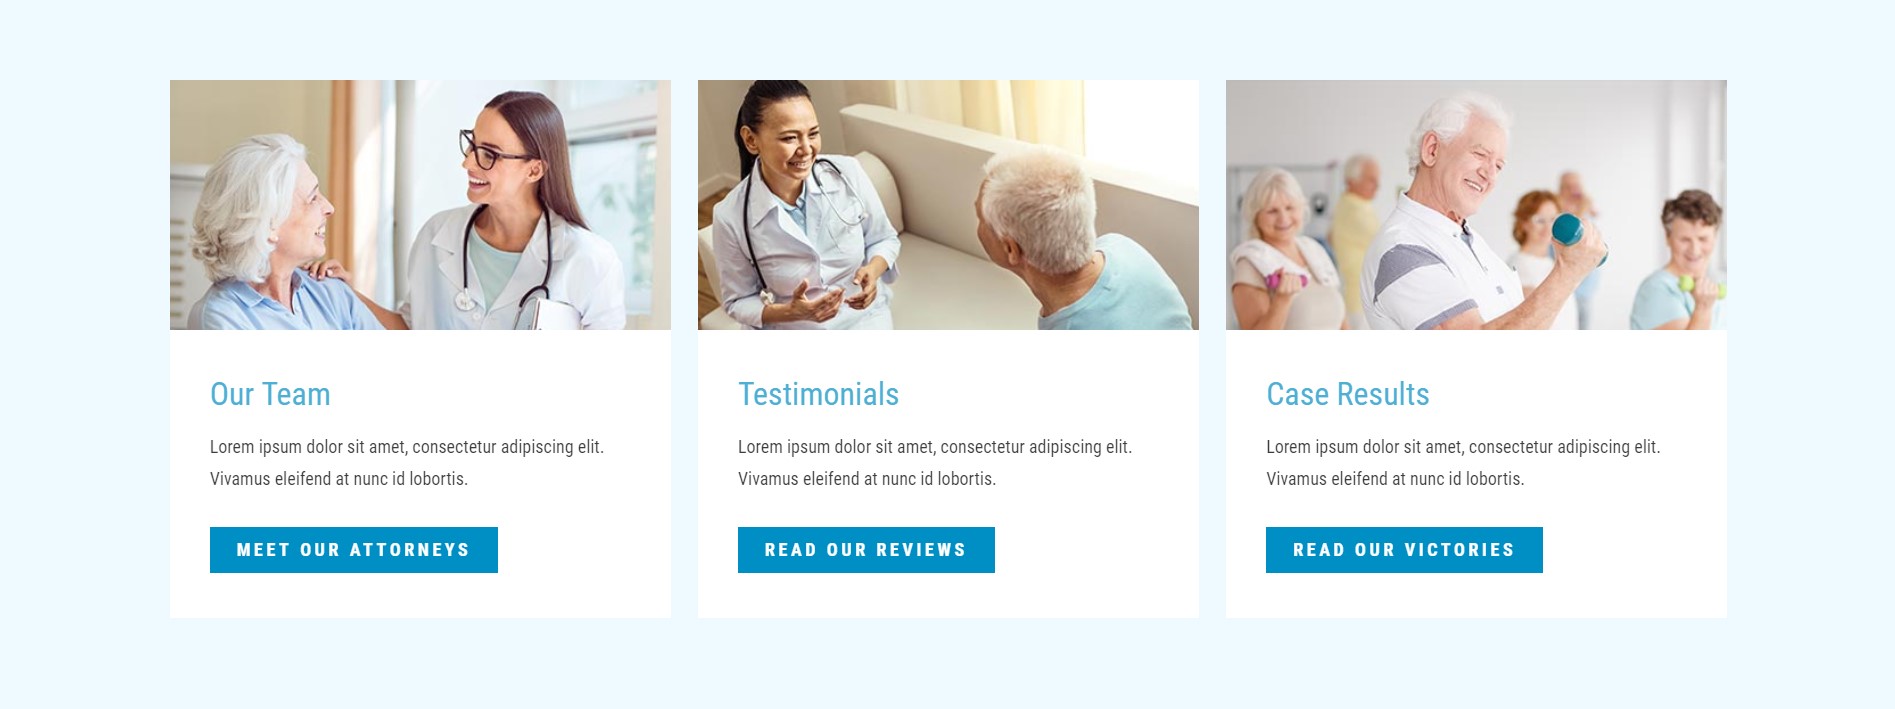 Our Team
Lorem ipsum dolor sit amet, consectetur adipiscing elit.
Vivamus eleifend at nunc id lobortis.
MEET OUR ATTORNEYS
Testimonials
Lorem ipsum dolor sit amet, consectetur adipiscing elit.
Vivamus eleifend at nunc id lobortis.
READ OUR REVIEWS
Case Results
Lorem ipsum dolor sit amet, consectetur adipiscing elit.
Vivamus eleifend at nunc id lobortis.
READ OUR VICTORIES